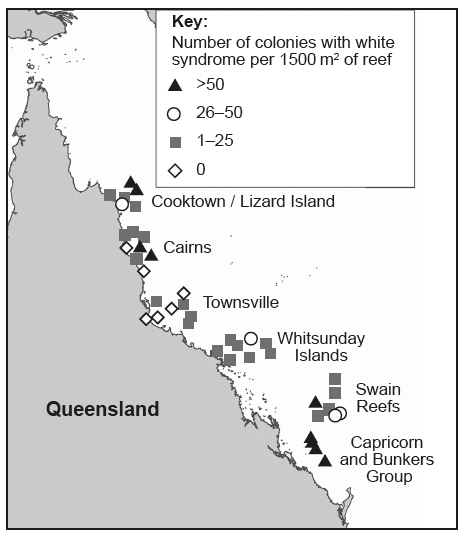 Key:
Number of colonies with white
syndrome per 1500 m² of reef
>50
26–50
1–25
0
Cooktown / Lizard Island
Cairns
Townsville
Whitsunday
Islands
Swain
Reefs
Queensland
Capricorn
and Bunkers
Group